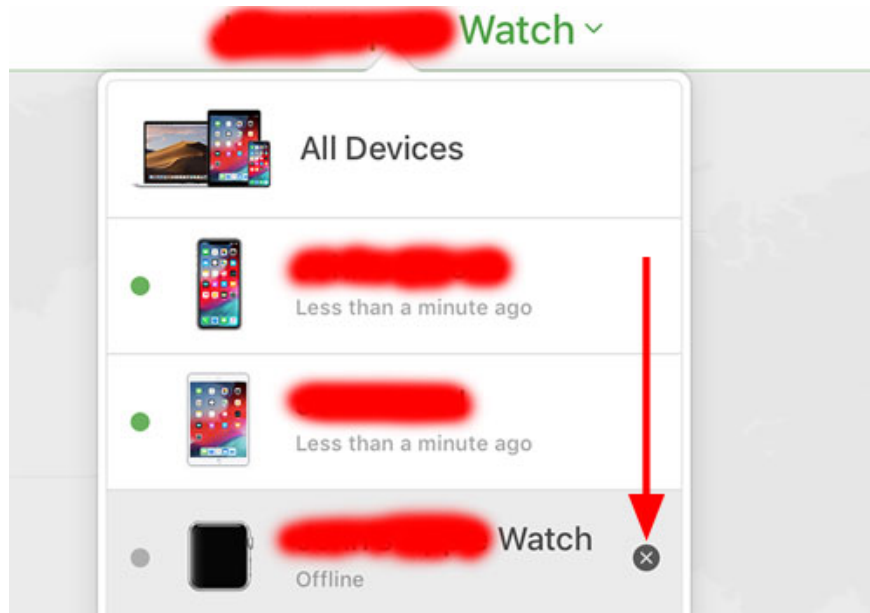 Watch
All Devices
Less than a minute ago
Less than a minute ago
Watch
Offline